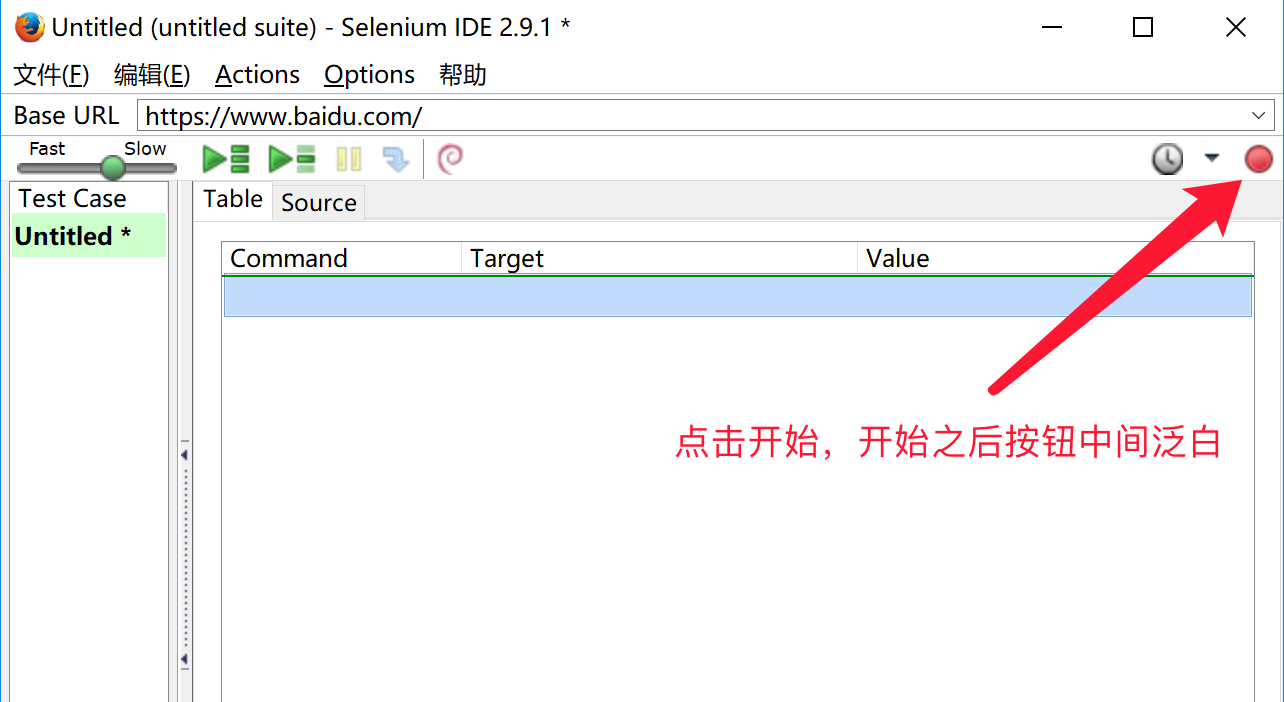 Untitled (untitled suite) - Selenium IDE 2.9.1 *
文件(F) 编辑(E) Actions Options 帮助
Base URL https://www.baidu.com/
Fast Slow
Test Case
Untitled *
Table Source
Command Target Value
点击开始，开始之后按钮中间泛白